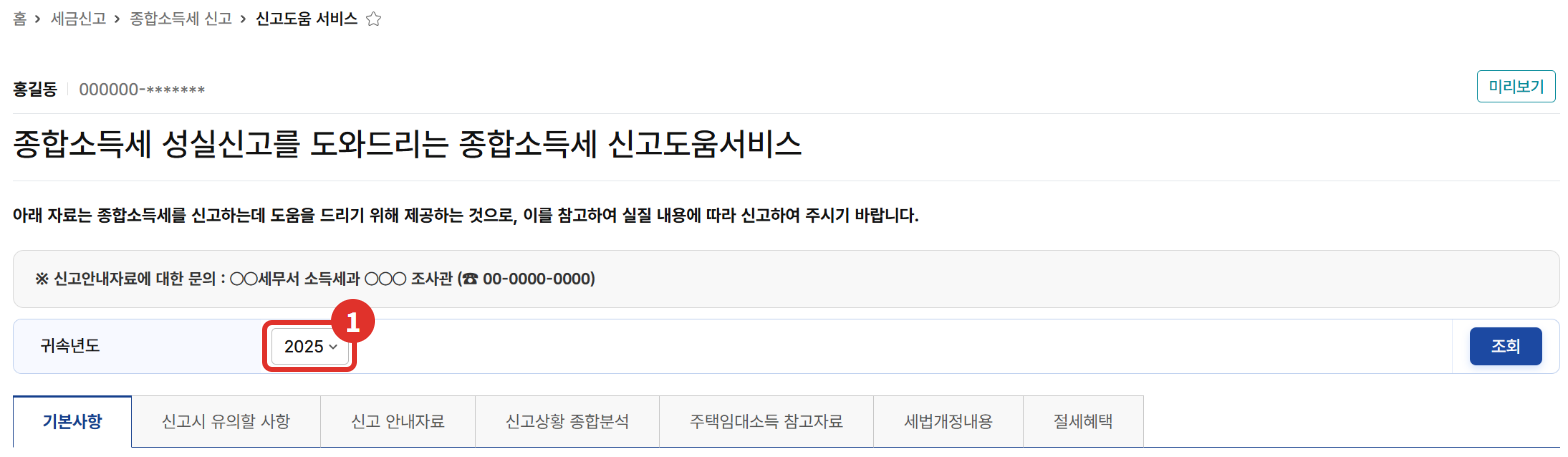 홈 > 세금신고 > 종합소득세 신고 > 신고도움 서비스 ☆
홍길동 000000-*******
미리보기
종합소득세 성실신고를 도와드리는 종합소득세 신고도움서비스
아래 자료는 종합소득세를 신고하는데 도움을 드리기 위해 제공하는 것으로, 이를 참고하여 실질 내용에 따라 신고하여 주시기 바랍니다.
※ 신고안내자료에 대한 문의 : ○○세무서 소득세과 ○○○ 조사관 (☎ 00-0000-0000)
1
귀속년도 2025 조회
기본사항 신고시 유의할 사항 신고 안내자료 신고상황 종합분석 주택임대소득 참고자료 세법개정내용 절세혜택